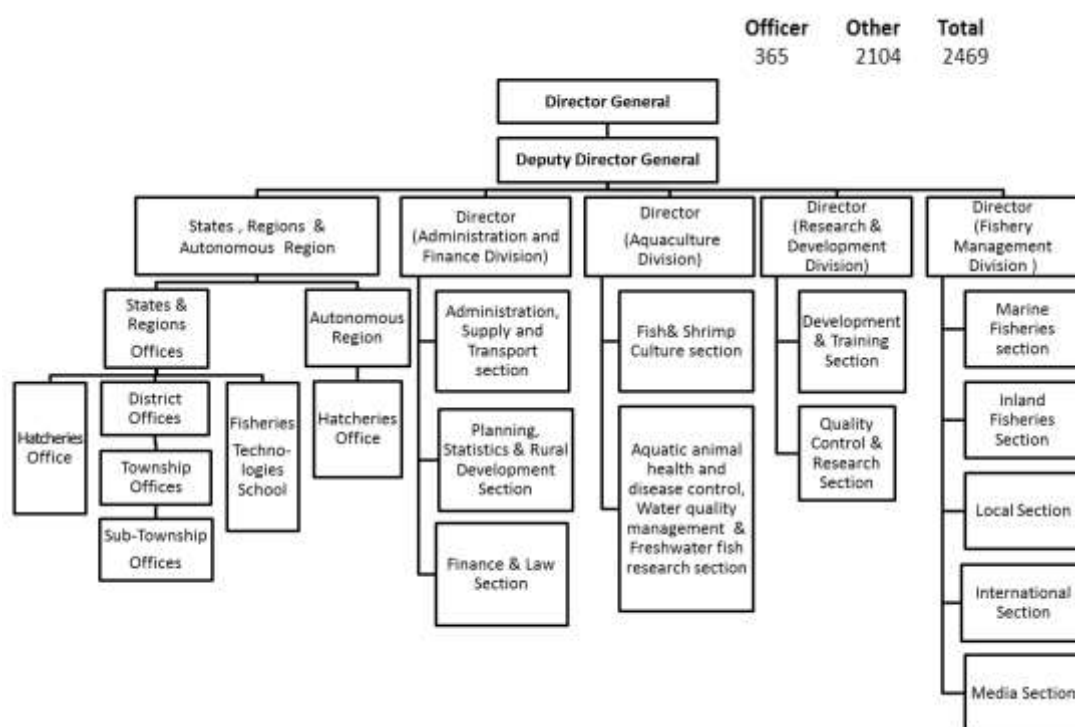 Officer Other Total
365 2104 2469
Director General
Deputy Director General
States , Regions &
Autonomous Region
Director
(Administration and
Finance Division)
Director
(Aquaculture
Division)
Director
(Research &
Development
Division)
Director
(Fishery
Management
Division )
States &
Regions
Offices
Autonomous
Region
Hatcheries
Office
District
Offices
Township
Offices
Sub-Township
Offices
Fisheries
Techno-
logies
School
Hatcheries
Office
Administration,
Supply and
Transport
section
Planning,
Statistics & Rural
Development
Section
Finance & Law
Section
Fish& Shrimp
Culture section
Aquatic animal
health and
disease control,
Water quality
management &
Freshwater fish
research section
Development
& Training
Section
Quality
Control &
Research
Section
Marine
Fisheries
section
Inland
Fisheries
Section
Local Section
International
Section
Media Section